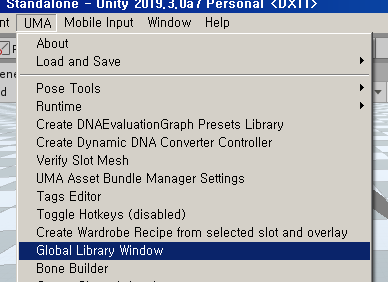 Standalone - Unity 2019.3.0a7 Personal <DX11>
nt UMA Mobile Input Window Help
About
Load and Save
Pose Tools
Runtime
Create DNAEvaluationGraph Presets Library
Create Dynamic DNA Converter Controller
Verify Slot Mesh
UMA Asset Bundle Manager Settings
Tags Editor
Toggle Hotkeys (disabled)
Create Wardrobe Recipe from selected slot and overlay
Global Library Window
Bone Builder